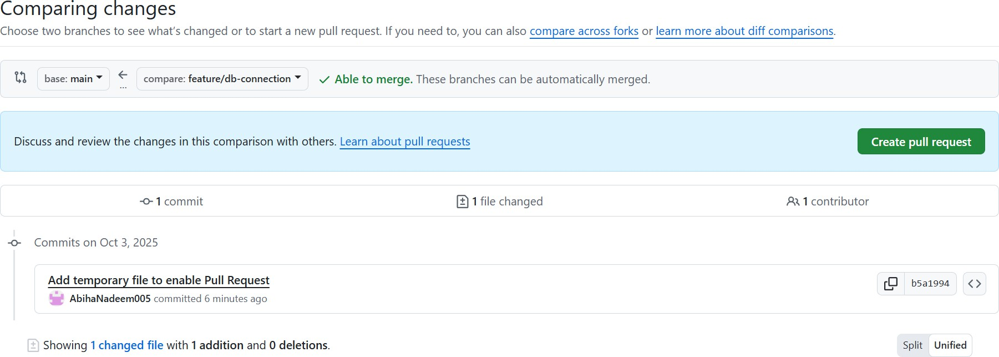 Comparing changes
Choose two branches to see what’s changed or to start a new pull request. If you need to, you can also compare across forks or learn more about diff comparisons.
base: main ... compare: feature/db-connection Able to merge. These branches can be automatically merged.
Discuss and review the changes in this comparison with others. Learn about pull requests Create pull request
1 commit 1 file changed 1 contributor
Commits on Oct 3, 2025
Add temporary file to enable Pull Request
b5a1994
AbihaNadeem005 committed 6 minutes ago
Showing 1 changed file with 1 addition and 0 deletions. Split Unified